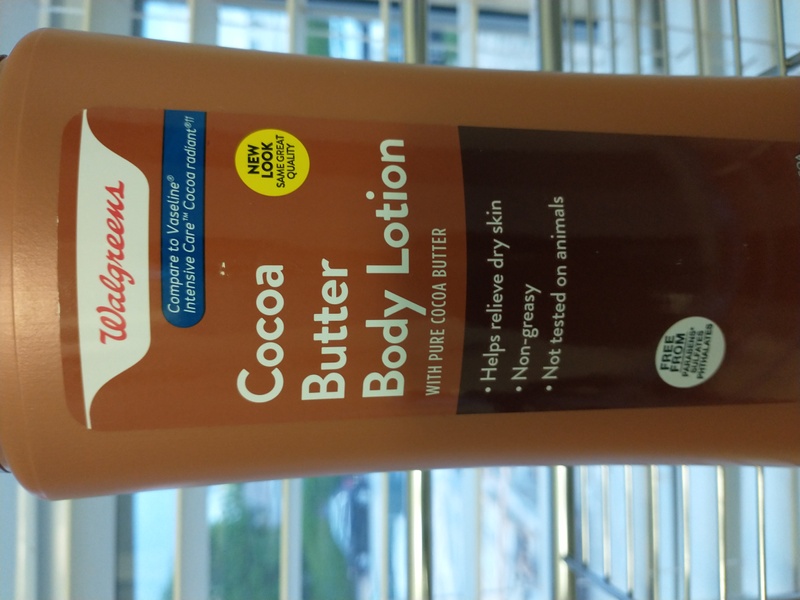 Walgreens
Compare to Vaseline®
Intensive Care™ Cocoa radiant®††
NEW
LOOK
SAME GREAT
QUALITY
Cocoa
Butter
Body Lotion
WITH PURE COCOA BUTTER
• Helps relieve dry skin
• Non-greasy
• Not tested on animals
FREE
FROM
PARABENS*
SULFATES
PHTHALATES